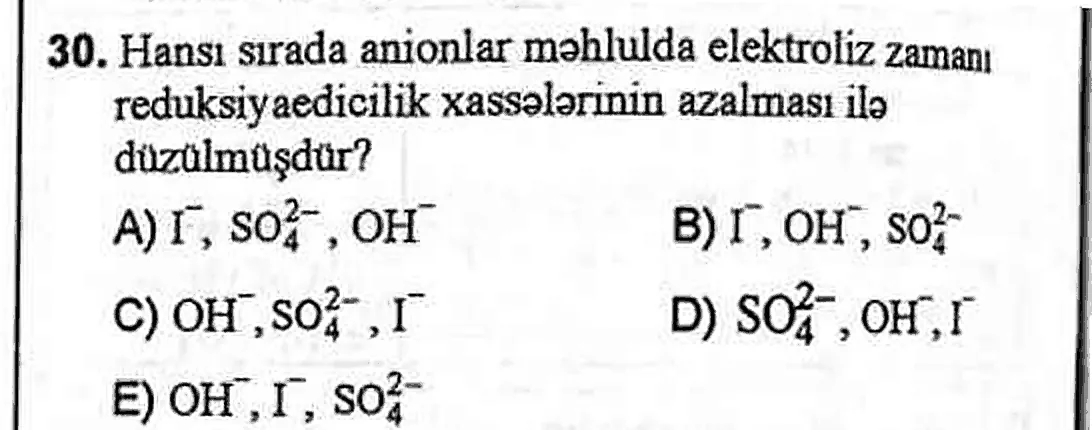 30. Hansı sırada anionlar məhlulda elektroliz zamanı
reduksiyaedicilik xassələrinin azalması ilə
düzülmüşdür?
A) I⁻, SO₄²⁻, OH⁻ B) I⁻, OH⁻, SO₄²⁻
C) OH⁻, SO₄²⁻, I⁻ D) SO₄²⁻, OH⁻, I⁻
E) OH⁻, I⁻, SO₄²⁻